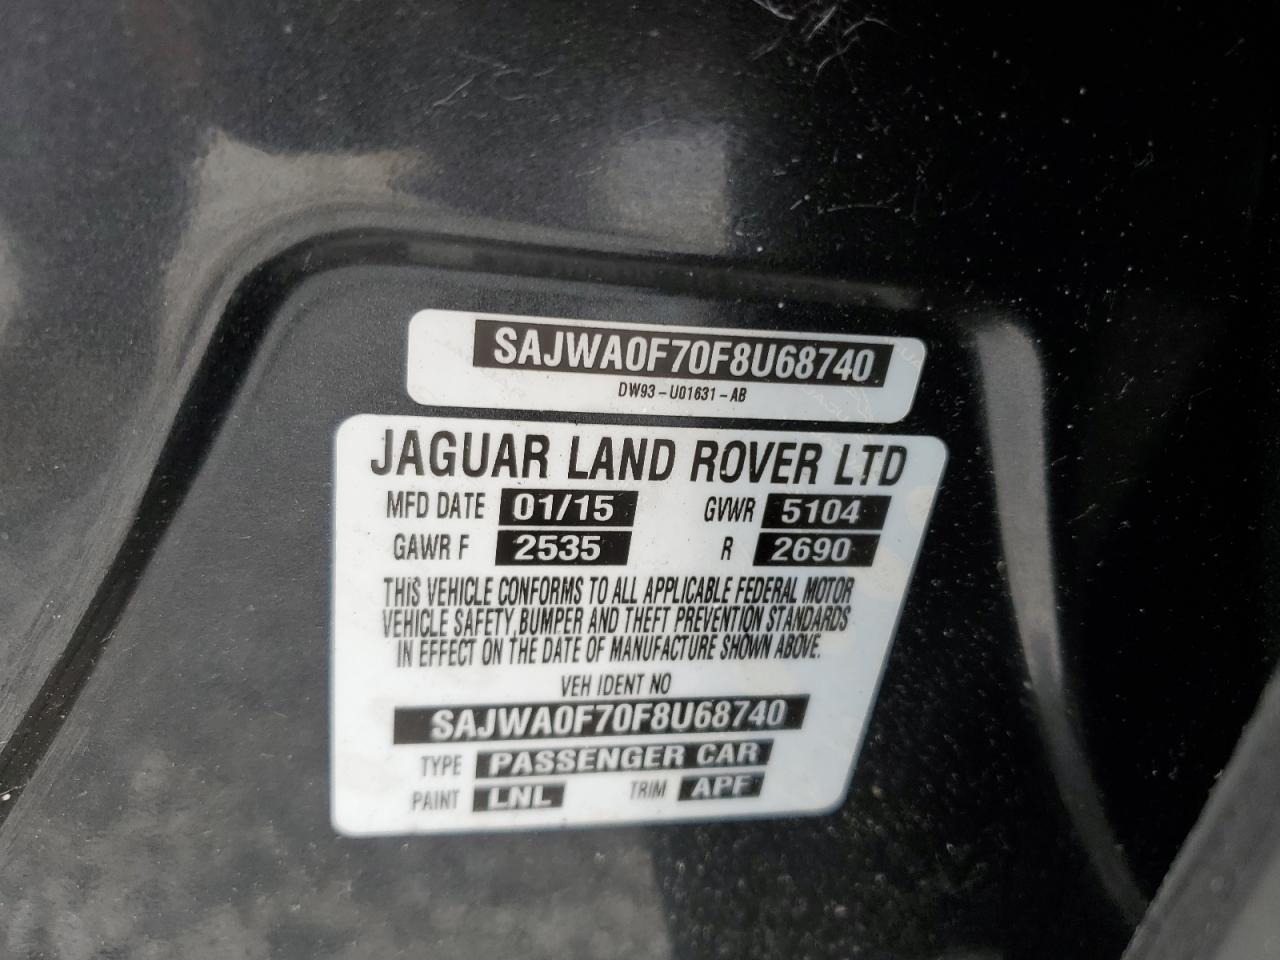 SAJWA0F70F8U68740
DW93-U01631-AB
JAGUAR LAND ROVER LTD
MFD DATE 01/15 GVWR 5104
GAWR F 2535 R 2690
THIS VEHICLE CONFORMS TO ALL APPLICABLE FEDERAL MOTOR
VEHICLE SAFETY, BUMPER AND THEFT PREVENTION STANDARDS
IN EFFECT ON THE DATE OF MANUFACTURE SHOWN ABOVE.
VEH IDENT NO
SAJWA0F70F8U68740
TYPE PASSENGER CAR
PAINT LNL TRIM APF